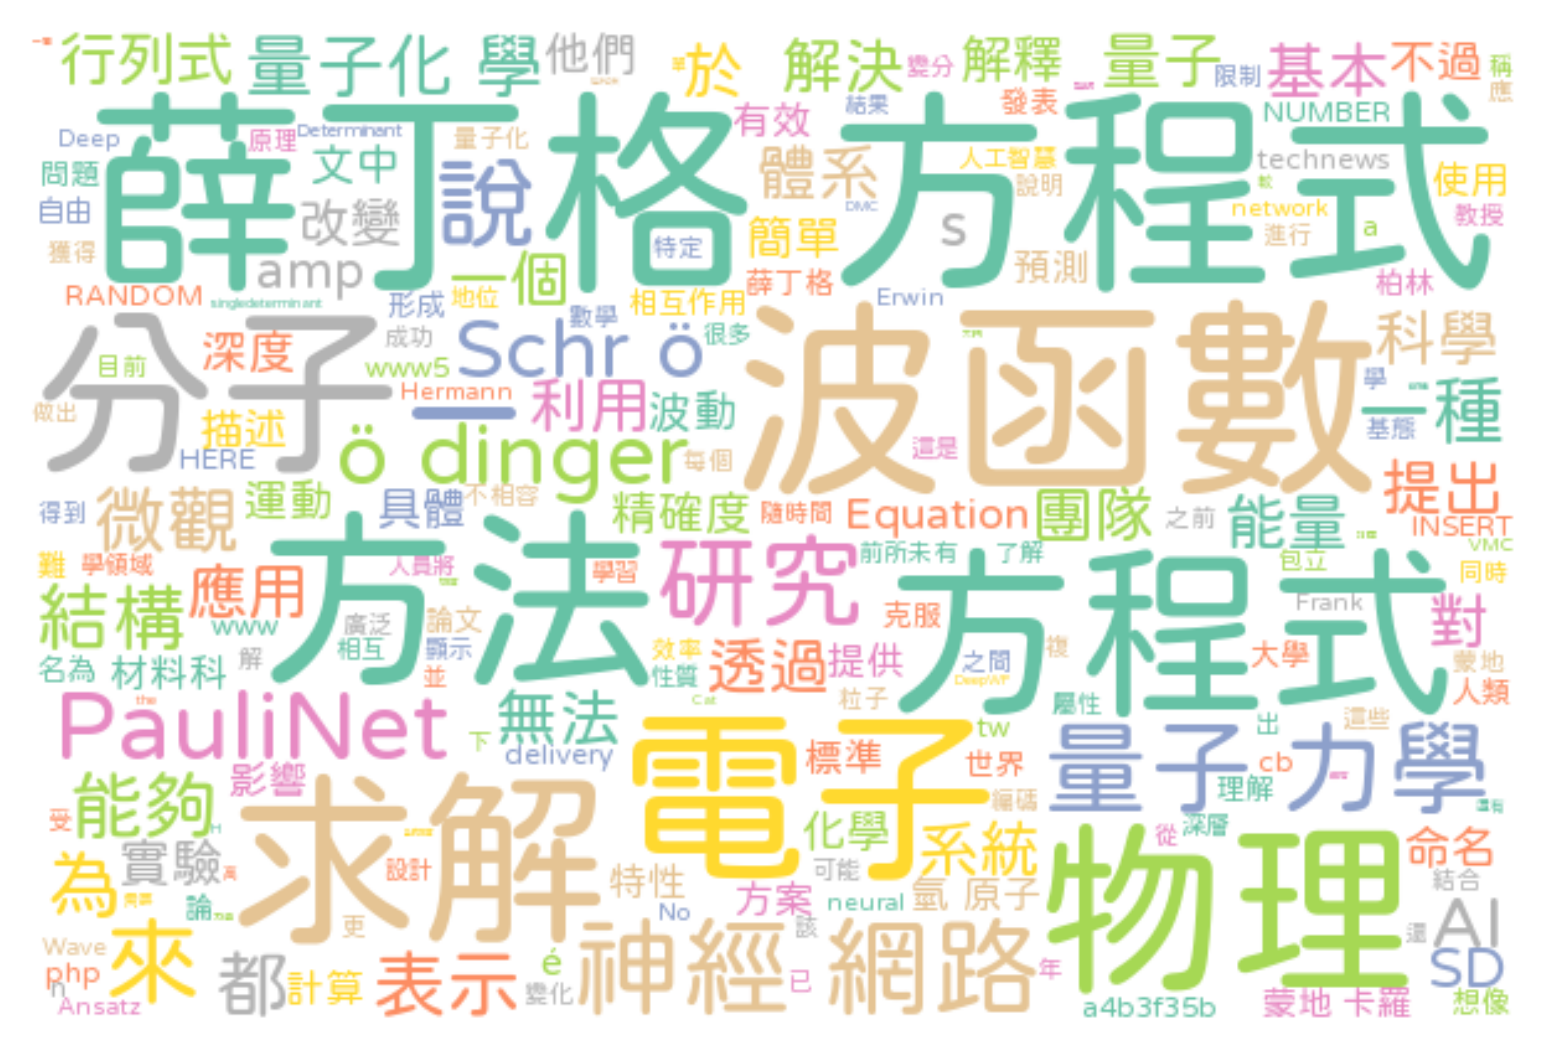 行列式 量子化 學 他們 於 解決 變分 解釋 量子 限制 基本 不過 稱
應
薛丁格 方程式
Deep 原理 Determinant 量子化 有效 結果 發表 NUMBER
問題 文中 說 體系 人工智慧 technews 使用
自由 改變 DMC 說明 network 教授
獲得 amp 特定 簡單 s 預測 進行 a
RANDOM singledeterminant 一個 形成 地位 相互作用 薛丁格 Erwin 柏林
分子 波函數
目前 深度 成功 Schr ö 數學 很多 科學
www5 Hermann 一 利用 波動 學 一種
做出 描述 ö dinger 每個 這是 基態
HERE 提出
得到 微觀 運動 具體 不相容 精確度 隨時間 Equation 團隊 之前 能量 INSERT
方法 方程式
難 學領域 人員將 學習 研究 前所未有 了解 包立 VMC
結構 應用 www 廣泛 論文 克服 Frank 同時 對
名為 材料科 解 相互 顯示 效率 透過 提供 之間 複 大學 蒙地
並 性質 DeepWF 人類
PauliNet the 無法 Cat 粒子 屬性 這些
下 delivery 電子 tw 量子力學 出
影響 標準 世界 cb 理解
能夠 求解 編碼
受 化學 系統 從 深層 物理 命名
實驗 設計 特性 可能 氫 原子 結合
為 論 更 方案 No neural 該 還 AI
Wave 來 都 神經 網路
php 計算 表示 é 已 年 SD
n Ansatz 變化 a4b3f35b 蒙地 卡羅 想像